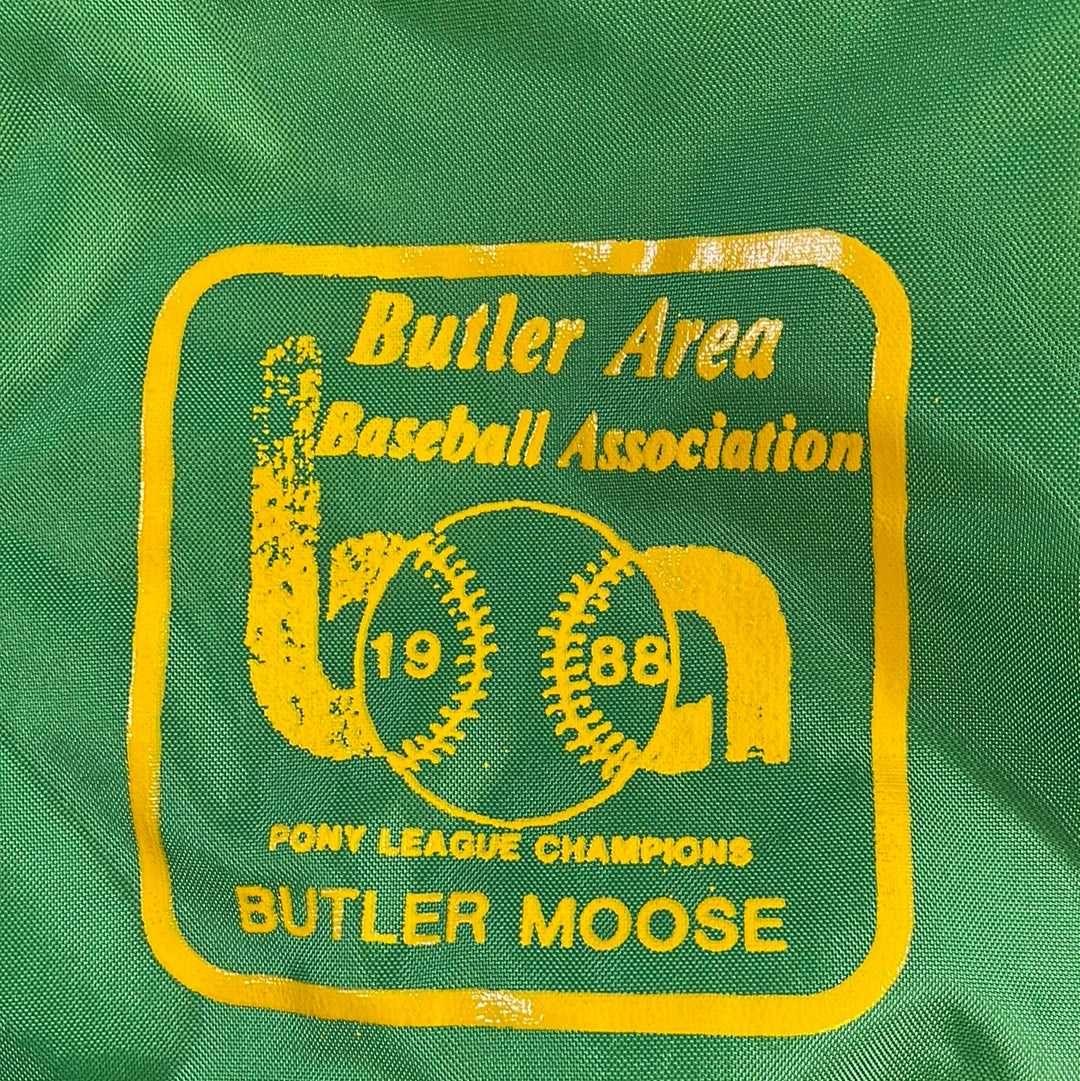 Butler Area
Baseball Association
19 88
PONY LEAGUE CHAMPIONS
BUTLER MOOSE